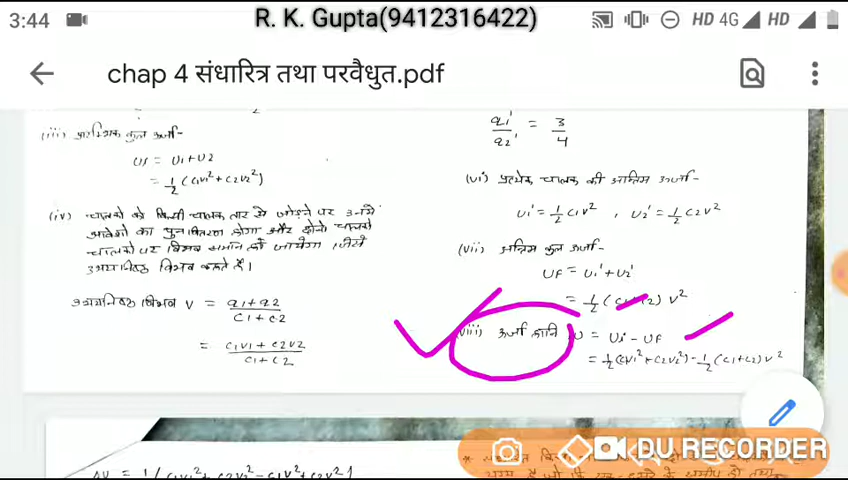 R. K. Gupta(9412316422)
3:44
HD 4G HD
chap 4 संधारित्र तथा परवैधुत.pdf
2
(iii) प्रारम्भिक कुल ऊर्जा-
Ui = U1+U2
= 1/2 (C1V1²+C2V2²)
(iv) चालकों को किसी चालक तार से जोड़ने पर उनके
आवेशों का पुनः वितरण होगा और दोनों चालकों
चालकों पर विभव समान हो जायेगा जिसे
उभयनिष्ठ विभव कहते हैं।
उभयनिष्ठ विभव V = q1+q2 / C1+C2
= C1V1+C2V2 / C1+C2
q1' / q2' = 3/4
(vi) प्रत्येक चालक की अन्तिम ऊर्जा-
U1' = 1/2 C1V² , U2' = 1/2 C2V²
(vii) अन्तिम कुल ऊर्जा-
UF = U1'+U2'
= 1/2 (C1+C2) V²
(viii) ऊर्जा हानि U = Ui - UF
= 1/2 (C1V1²+C2V2²) - 1/2 (C1+C2) V²
DU RECORDER